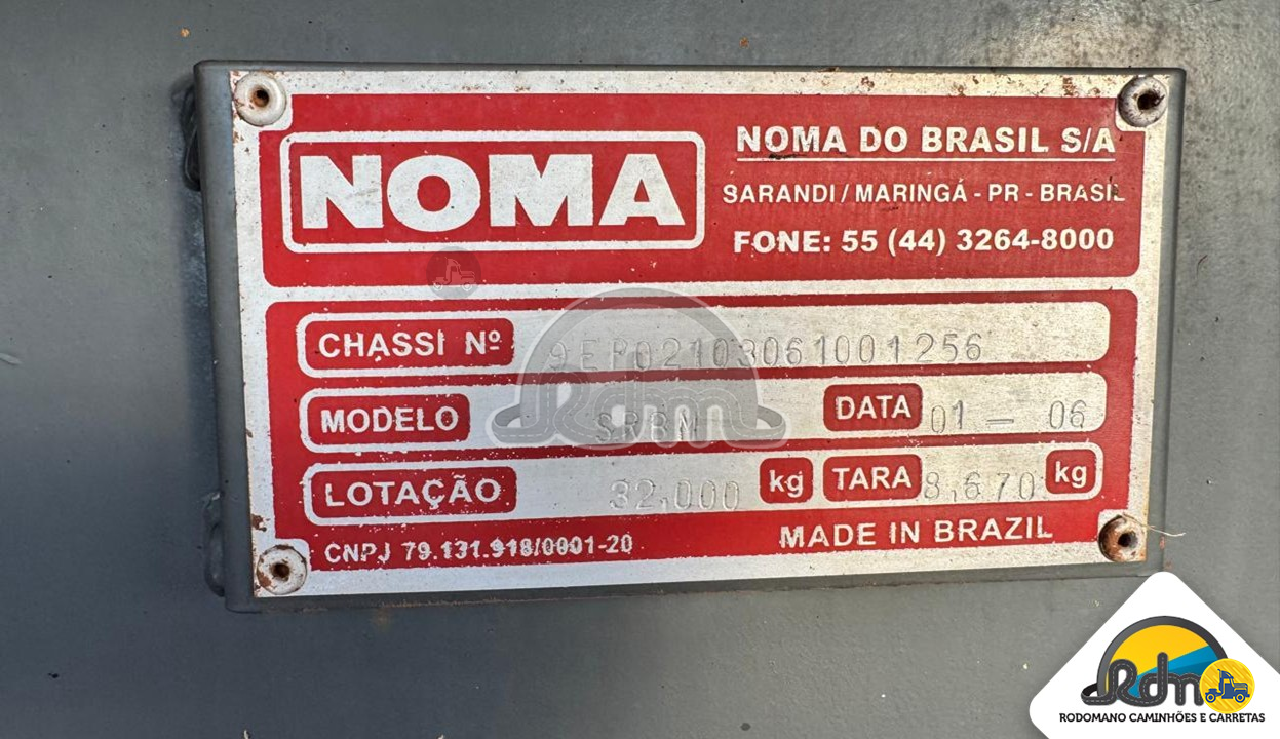 NOMA
NOMA DO BRASIL S/A
SARANDI / MARINGÁ - PR - BRASIL
FONE: 55 (44) 3264-8000
CHASSI Nº 9EP02103061001256
MODELO SRBN DATA 01 - 06
LOTAÇÃO 32.000 kg TARA 8,670 kg
CNPJ 79.131.918/0001-20 MADE IN BRAZIL
Rdm
Rdm
RODOMANO CAMINHÕES E CARRETAS